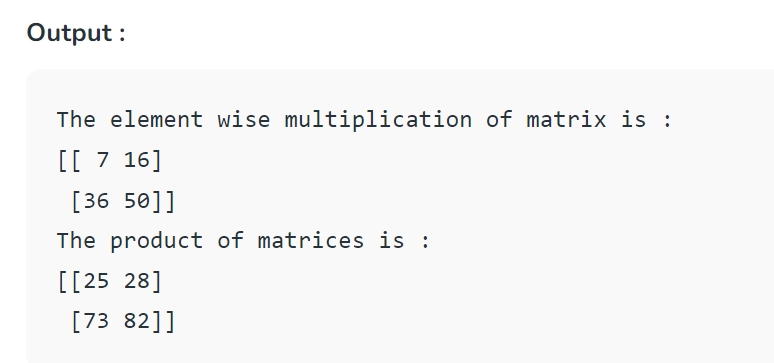 Output :
The element wise multiplication of matrix is :
[[ 7 16]
 [36 50]]
The product of matrices is :
[[25 28]
 [73 82]]